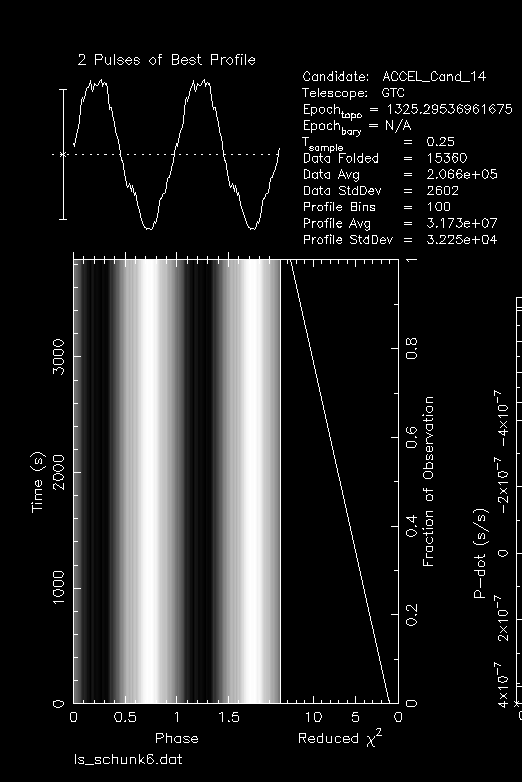 2 Pulses of Best Profile
Candidate: ACCEL_Cand_14
Telescope: GTC
Epoch_topo = 1325.29536961675
Epoch_bary = N/A
T_sample = 0.25
Data Folded = 15360
Data Avg = 2.066e+05
Data StdDev = 2602
Profile Bins = 100
Profile Avg = 3.173e+07
Profile StdDev = 3.225e+04
Time (s)
0 1000 2000 3000
0 0.5 1 1.5
Phase
0 0.2 0.4 0.6 0.8 1
Fraction of Observation
10 5 0
Reduced χ²
P-dot (s/s)
4×10⁻⁷ 2×10⁻⁷ 0 −2×10⁻⁷ −4×10⁻⁷
ls_schunk6.dat